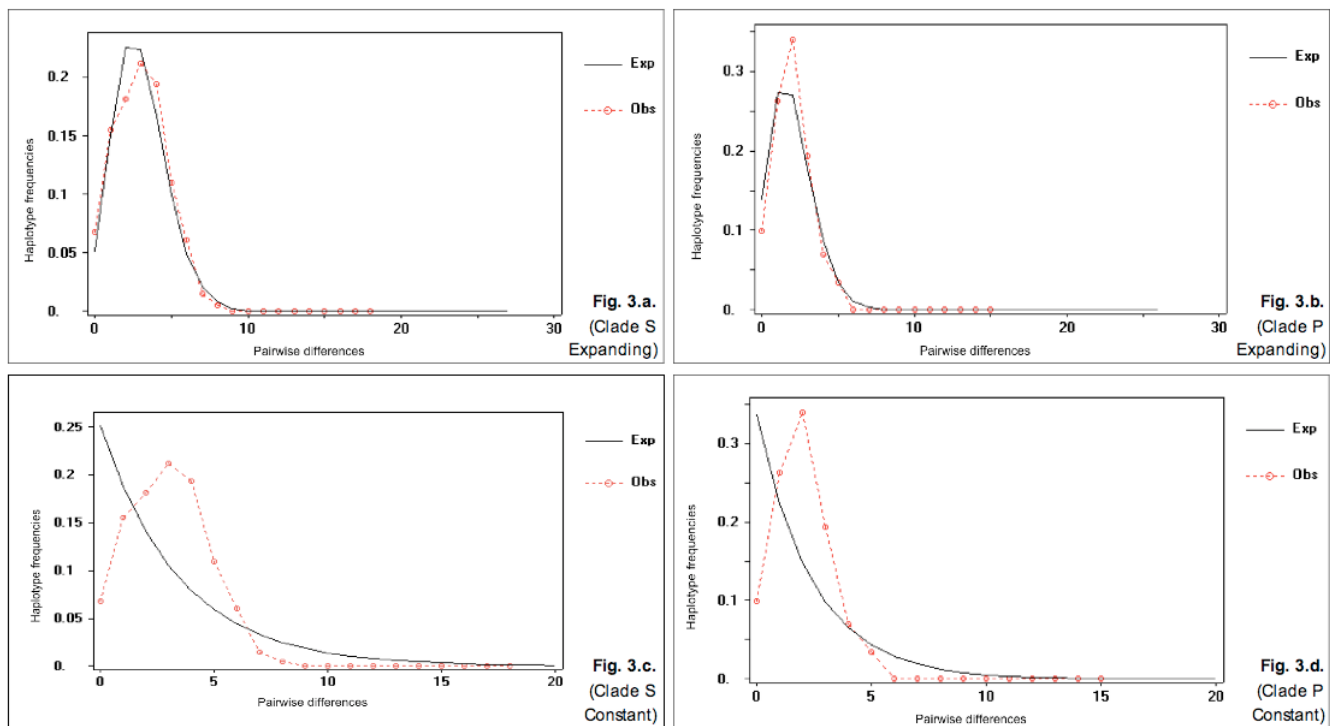 Exp
Obs
0.2
0.15
0.1
0.05
0.
0 10 20 30
Haplotype frequencies
Pairwise differences
Fig. 3.a.
(Clade S
Expanding)
Exp
Obs
0.3
0.2
0.1
0.
0 10 20 30
Haplotype frequencies
Pairwise differences
Fig. 3.b.
(Clade P
Expanding)
Exp
Obs
0.25
0.2
0.15
0.1
0.05
0.
0 5 10 15 20
Haplotype frequencies
Pairwise differences
Fig. 3.c.
(Clade S
Constant)
Exp
Obs
0.3
0.2
0.1
0.
0 5 10 15 20
Haplotype frequencies
Pairwise differences
Fig. 3.d.
(Clade P
Constant)